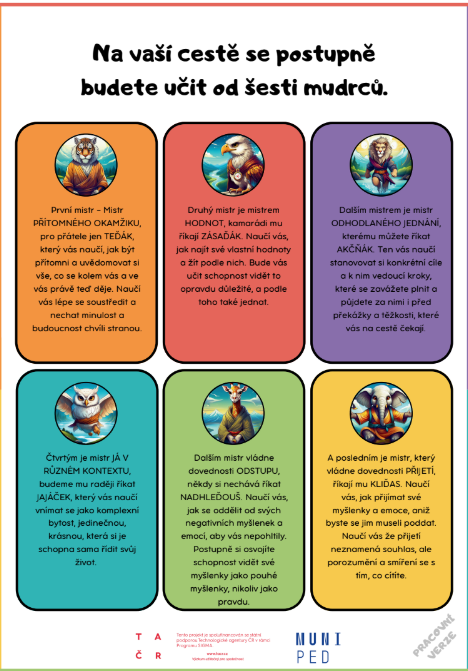 Na vaší cestě se postupně
budete učit od šesti mudrců.
První mistr – Mistr
PŘÍTOMNÉHO OKAMŽIKU,
pro přátele jen TEĎÁK,
který vás naučí, jak být
přítomni a uvědomovat si
vše, co se kolem vás a ve
vás právě teď děje. Naučí
vás lépe se soustředit a
nechat minulost a
budoucnost chvíli stranou.
Druhý mistr je mistrem
HODNOT, kamarádi mu
říkají ZÁSAĎÁK. Naučí vás,
jak najít své vlastní hodnoty
a žít podle nich. Bude vás
učit schopnost vidět to
opravdu důležité, a podle
toho také jednat.
Dalším mistrem je mistr
ODHODLANÉHO JEDNÁNÍ,
kterému můžete říkat
AKČŇÁK. Ten vás naučí
stanovovat si konkrétní cíle
a k nim vedoucí kroky,
které se zavážete plnit a
půjdete za nimi i před
překážky a těžkosti, které
vás na cestě čekají.
Čtvrtým je mistr JÁ V
RŮZNÉM KONTEXTU,
budeme mu raději říkat
JAJÁČEK, který vás naučí
vnímat se jako komplexní
bytost, jedinečnou,
krásnou, která si je
schopna sama řídit svůj
život.
Dalším mistr vládne
dovednosti ODSTUPU,
někdy si nechává říkat
NADHLEĎOUŠ. Naučí vás,
jak se oddělit od svých
negativních myšlenek a
emocí, aby vás nepohltily.
Postupně si osvojíte
schopnost vidět své
myšlenky jako pouhé
myšlenky, nikoliv jako
pravdu.
A posledním je mistr, který
vládne dovednosti PŘIJETÍ,
říkají mu KLIĎAS. Naučí
vás, jak přijímat své
myšlenky a emoce, aniž
byste se jim museli poddat.
Naučí vás že přijetí
neznamená souhlas, ale
porozumění a smíření se s
tím, co cítíte.
T A
Č R
Tento projekt je spolufinancován se státní
podporou Technologické agentury ČR v rámci
Programu
www.tacr.cz
MUNI
PED
PRACOVNÍ
VERZE